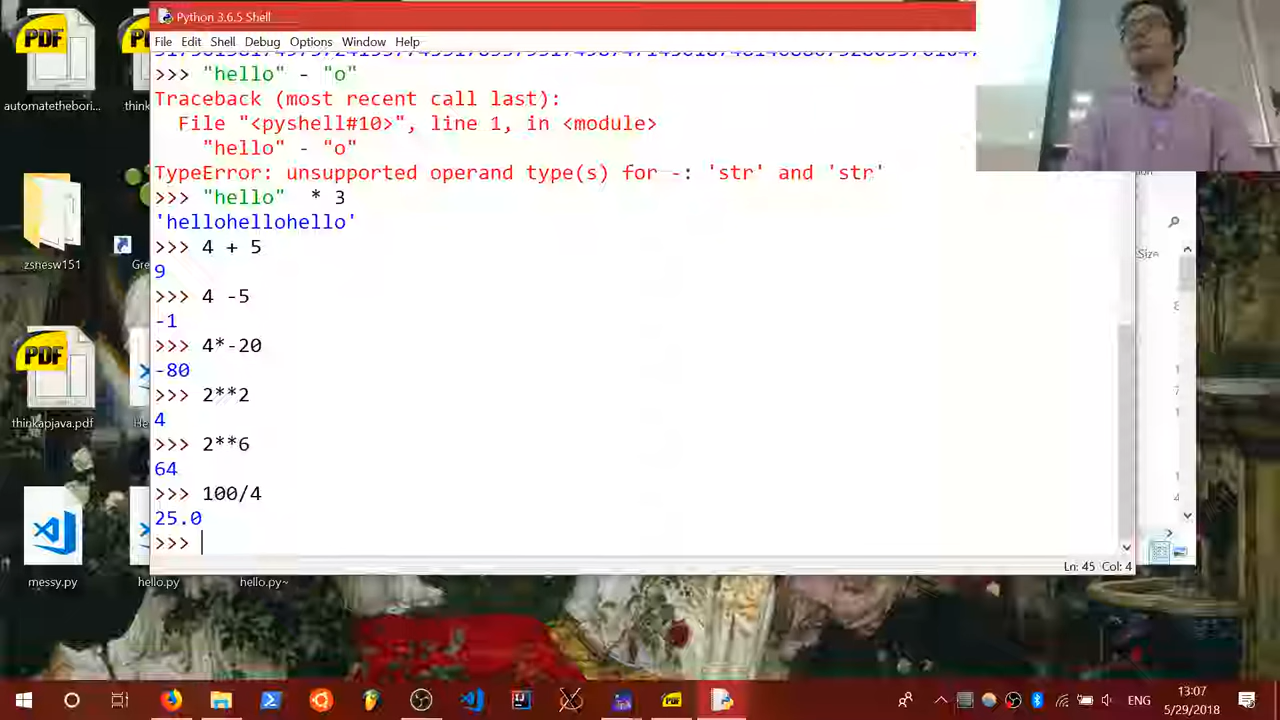 Python 3.6.5 Shell
File Edit Shell Debug Options Window Help
>>> "hello" - "o"
Traceback (most recent call last):
File "<pyshell#10>", line 1, in <module>
"hello" - "o"
TypeError: unsupported operand type(s) for -: 'str' and 'str'
>>> "hello" * 3
'hellohellohello'
>>> 4 + 5
9
>>> 4 -5
-1
>>> 4*-20
-80
>>> 2**2
4
>>> 2**6
64
>>> 100/4
25.0
>>>
Ln: 45 Col: 4
PDF
automatethebori...
zshesw151
PDF
thinkapjava.pdf
messy.py
hello.py
hello.py~
Size
ENG
13:07
5/29/2018